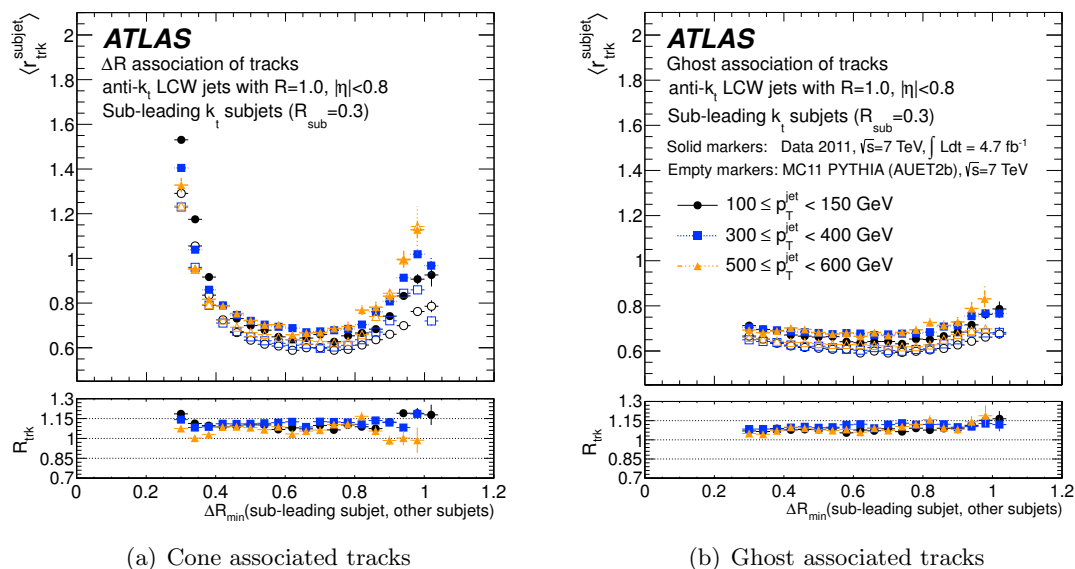 ATLAS
ΔR association of tracks
anti-k_t LCW jets with R=1.0, |η|<0.8
Sub-leading k_t subjets (R_sub=0.3)
⟨r_trk^subjet⟩
2
1.8
1.6
1.4
1.2
1
0.8
0.6
R_trk
1.3
1.15
1
0.85
0.7
0 0.2 0.4 0.6 0.8 1 1.2
ΔR_min(sub-leading subjet, other subjets)
(a) Cone associated tracks
ATLAS
Ghost association of tracks
anti-k_t LCW jets with R=1.0, |η|<0.8
Sub-leading k_t subjets (R_sub=0.3)
Solid markers: Data 2011, √s=7 TeV, ∫ Ldt = 4.7 fb⁻¹
Empty markers: MC11 PYTHIA (AUET2b), √s=7 TeV
100 ≤ p_T^jet < 150 GeV
300 ≤ p_T^jet < 400 GeV
500 ≤ p_T^jet < 600 GeV
⟨r_trk^subjet⟩
2
1.8
1.6
1.4
1.2
1
0.8
0.6
R_trk
1.3
1.15
1
0.85
0.7
0 0.2 0.4 0.6 0.8 1 1.2
ΔR_min(sub-leading subjet, other subjets)
(b) Ghost associated tracks